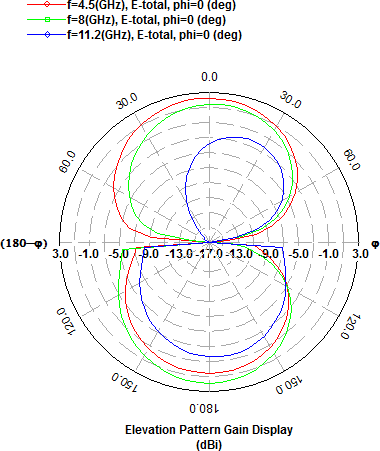 f=4.5(GHz), E-total, phi=0 (deg)
f=8(GHz), E-total, phi=0 (deg)
f=11.2(GHz), E-total, phi=0 (deg)
0.0
30.0 30.0
60.0 60.0
(180—φ) φ
3.0 -1.0 -5.0 -9.0 -13.0 -17.0 -13.0 -9.0 -5.0 -1.0 3.0
120.0 120.0
150.0 150.0
180.0
Elevation Pattern Gain Display
(dBi)